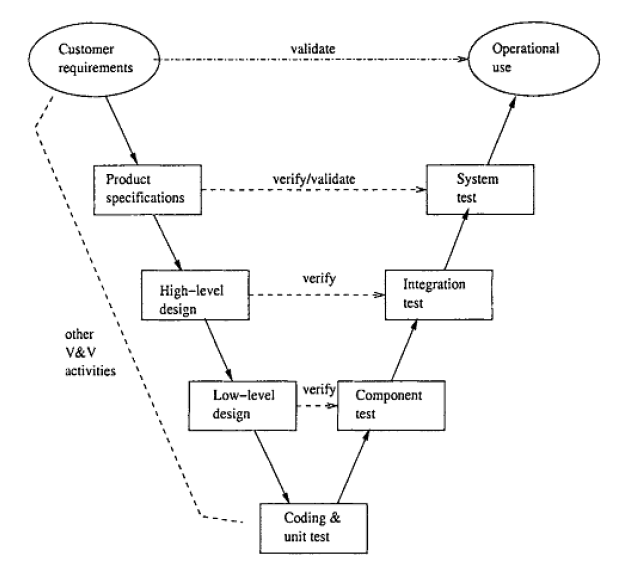 Customer
requirements
validate
Operational
use
Product
specifications
verify/validate
System
test
High-level
design
verify
Integration
test
other
V&V
activities
Low-level
design
verify
Component
test
Coding &
unit test